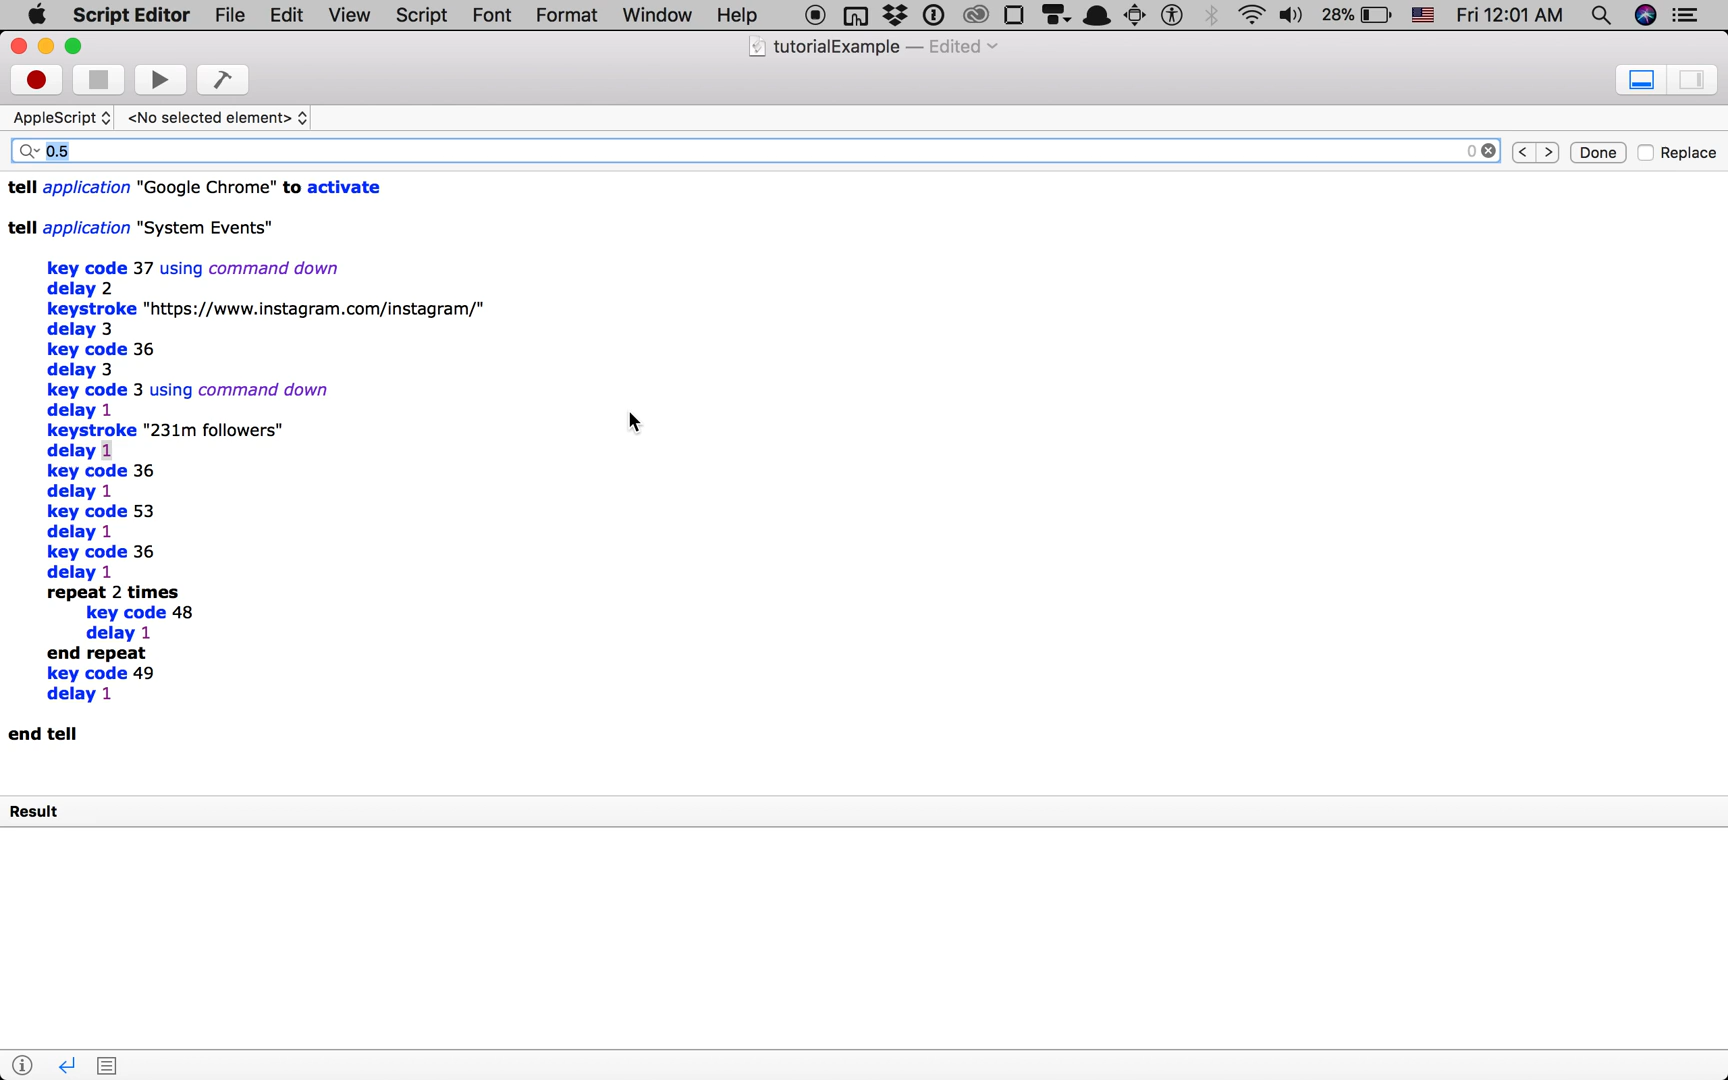 Script Editor File Edit View Script Font Format Window Help 28% Fri 12:01 AM
tutorialExample — Edited
AppleScript <No selected element>
0.5 0 < > Done Replace
tell application "Google Chrome" to activate
tell application "System Events"
key code 37 using command down
delay 2
keystroke "https://www.instagram.com/instagram/"
delay 3
key code 36
delay 3
key code 3 using command down
delay 1
keystroke "231m followers"
delay 1
key code 36
delay 1
key code 53
delay 1
key code 36
delay 1
repeat 2 times
key code 48
delay 1
end repeat
key code 49
delay 1
end tell
Result